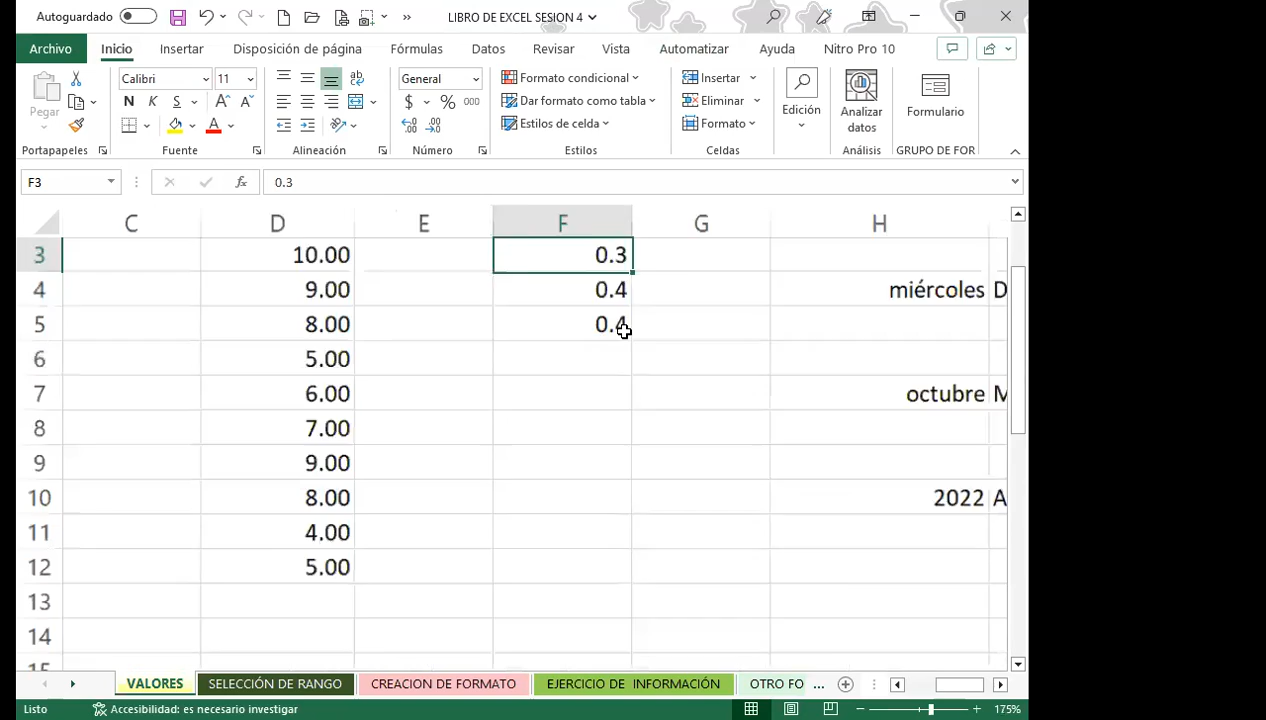 Autoguardado LIBRO DE EXCEL SESION 4
Archivo Inicio Insertar Disposición de página Fórmulas Datos Revisar Vista Automatizar Ayuda Nitro Pro 10
Calibri 11 General Formato condicional Insertar
Pegar N K S $ % 000 Dar formato como tabla Eliminar Edición Analizar datos Formulario
Estilos de celda Formato
Portapapeles Fuente Alineación Número Estilos Celdas Análisis GRUPO DE FOR
F3 fx 0.3
C D E F G H
3 10.00 0.3
4 9.00 0.4 miércoles D
5 8.00 0.4
6 5.00
7 6.00 octubre M
8 7.00
9 9.00
10 8.00 2022 A
11 4.00
12 5.00
13
14
15
VALORES SELECCIÓN DE RANGO CREACION DE FORMATO EJERCICIO DE INFORMACIÓN OTRO FO ...
Listo Accesibilidad: es necesario investigar 175%